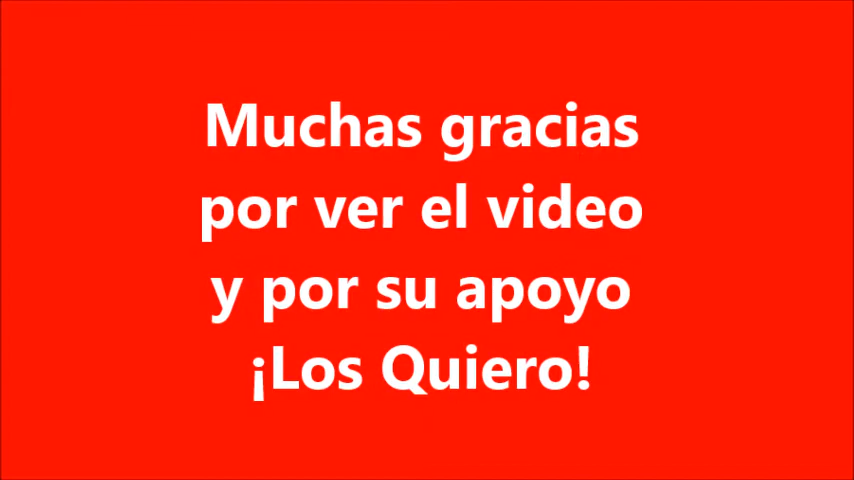 Muchas gracias
por ver el video
y por su apoyo
¡Los Quiero!